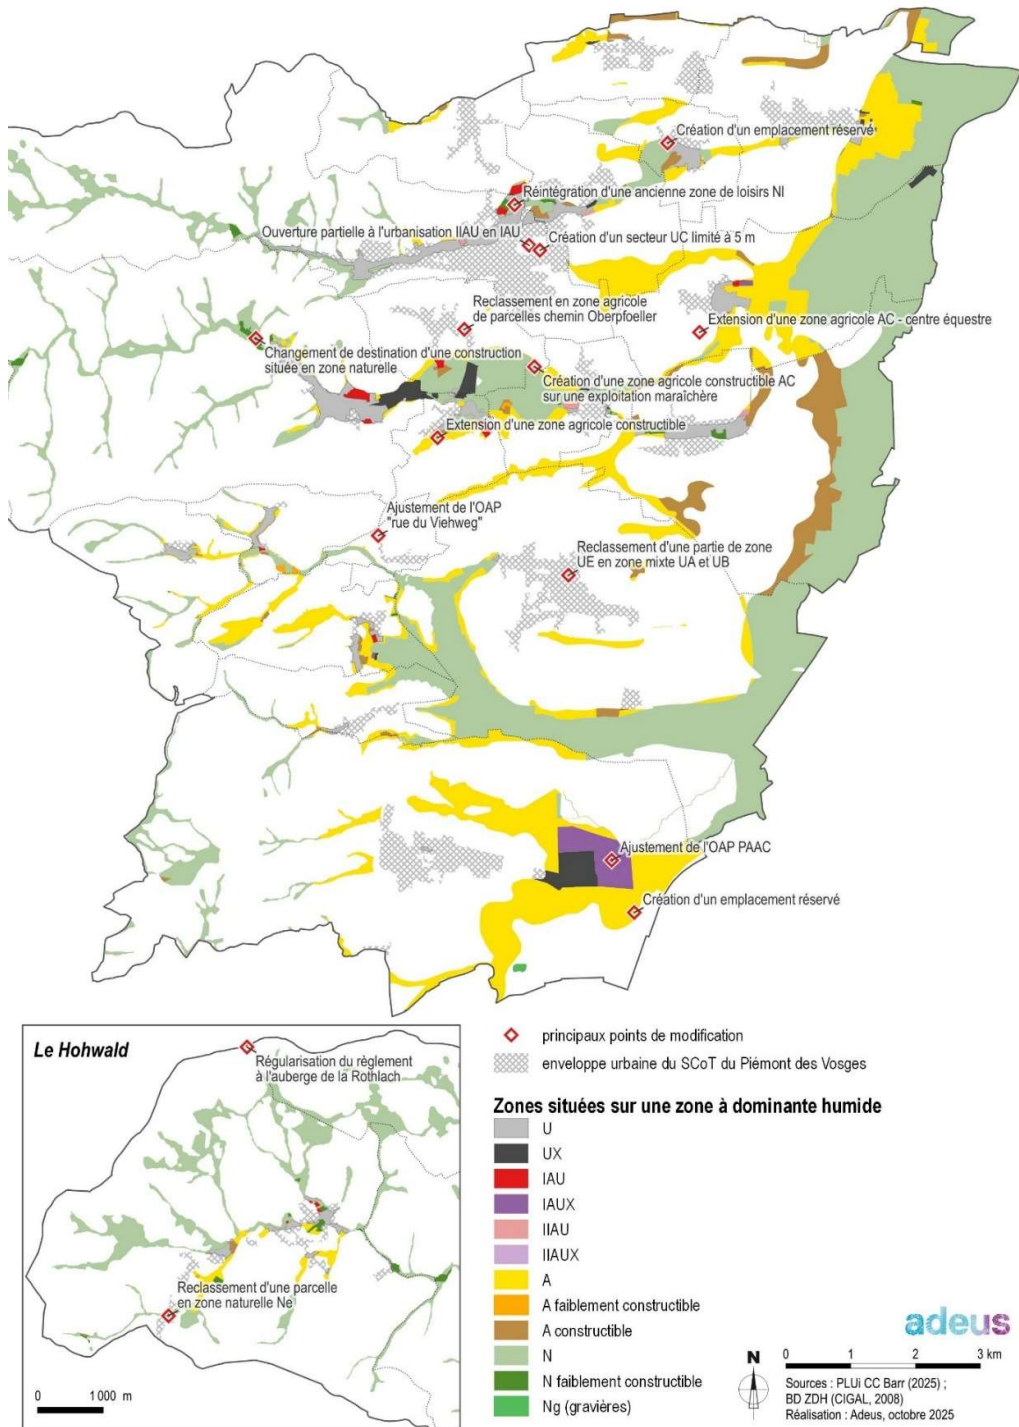 Création d'un emplacement réservé
Réintégration d'une ancienne zone de loisirs Nl
Ouverture partielle à l'urbanisation IIAU en IAU
Création d'un secteur UC limité à 5 m
Reclassement en zone agricole
de parcelles chemin Oberpfoeller
Extension d'une zone agricole AC - centre équestre
Changement de destination d'une construction
située en zone naturelle
Création d'une zone agricole constructible AC
sur une exploitation maraîchère
Extension d'une zone agricole constructible
Ajustement de l'OAP
"rue du Viehweg"
Reclassement d'une partie de zone
UE en zone mixte UA et UB
Ajustement de l'OAP PAAC
Création d'un emplacement réservé
Le Hohwald
Régularisation du règlement
à l'auberge de la Rothlach
Reclassement d'une parcelle
en zone naturelle Ne
0 1 000 m
principaux points de modification
enveloppe urbaine du SCoT du Piémont des Vosges
Zones situées sur une zone à dominante humide
U
UX
IAU
IAUX
IIAU
IIAUX
A
A faiblement constructible
A constructible
N
N faiblement constructible
Ng (gravières)
adeus
N
0 1 2 3 km
Sources : PLUi CC Barr (2025) ;
BD ZDH (CIGAL, 2008)
Réalisation : Adeus, octobre 2025